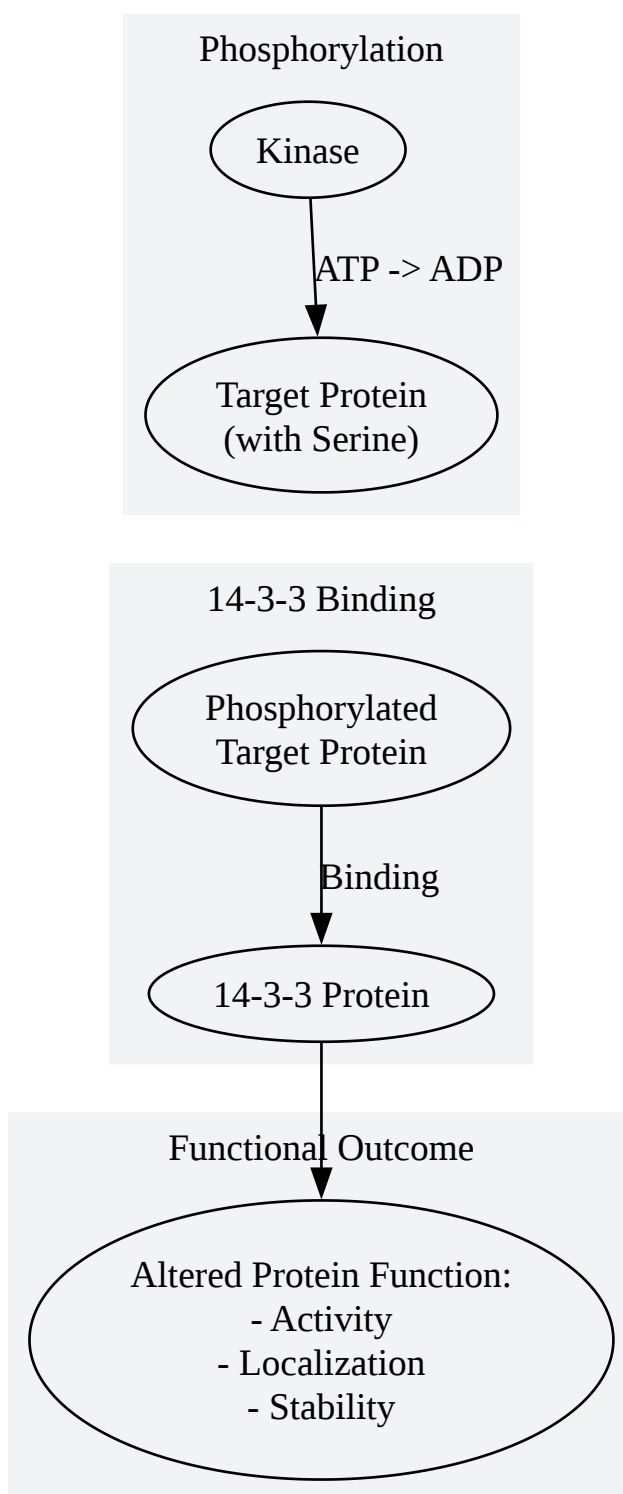 Phosphorylation
Kinase
ATP -> ADP
Target Protein
(with Serine)
14-3-3 Binding
Phosphorylated
Target Protein
Binding
14-3-3 Protein
Functional Outcome
Altered Protein Function:
- Activity
- Localization
- Stability